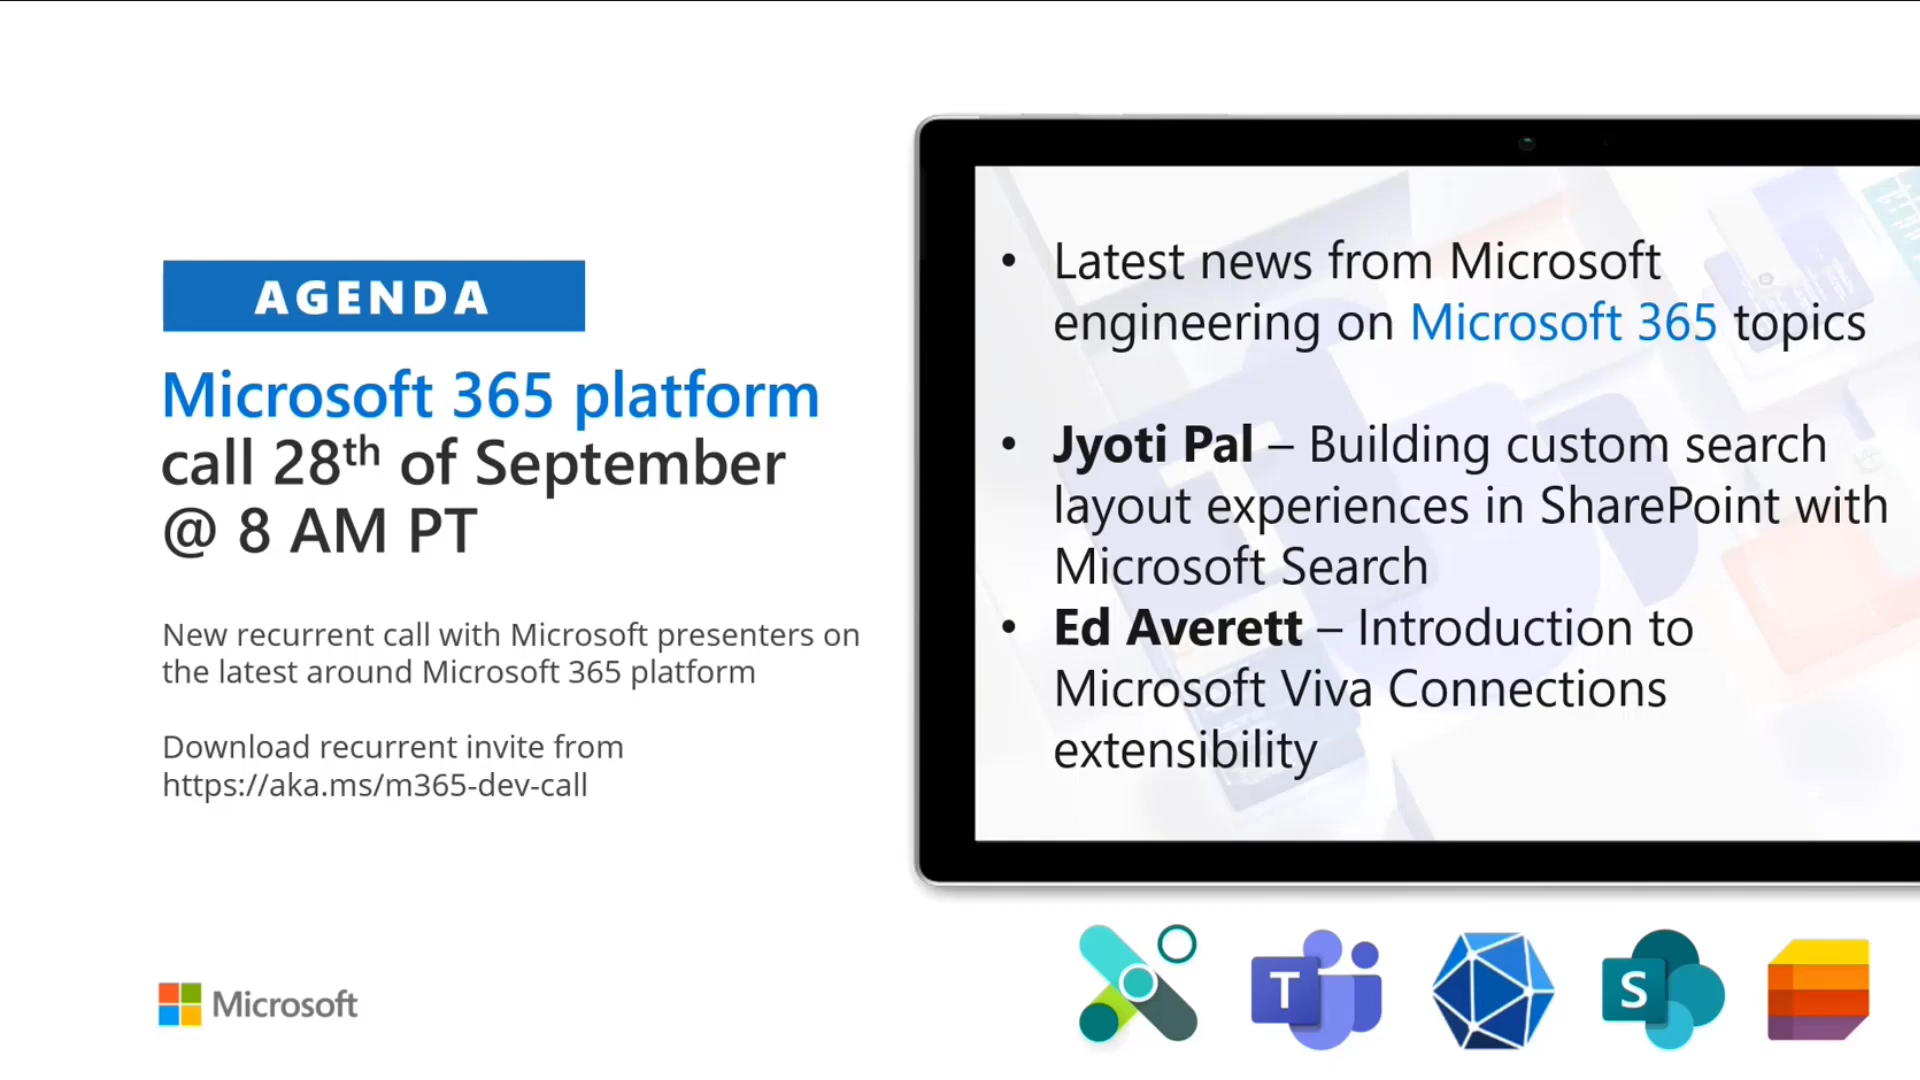 AGENDA
Microsoft 365 platform
call 28th of September
@ 8 AM PT
New recurrent call with Microsoft presenters on
the latest around Microsoft 365 platform
Download recurrent invite from
https://aka.ms/m365-dev-call
Microsoft
• Latest news from Microsoft
engineering on Microsoft 365 topics
• Jyoti Pal – Building custom search
layout experiences in SharePoint with
Microsoft Search
• Ed Averett – Introduction to
Microsoft Viva Connections
extensibility
T
S